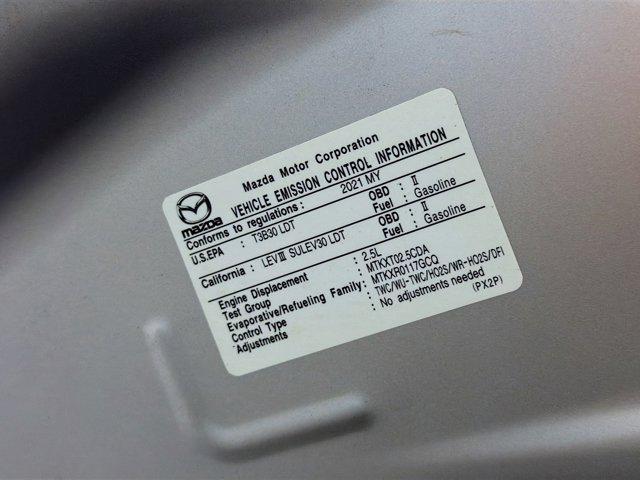 mazda
Mazda Motor Corporation
VEHICLE EMISSION CONTROL INFORMATION
Conforms to regulations : 2021 MY
U.S.EPA : T3B30 LDT OBD : II
Fuel : Gasoline
California : LEVIII SULEV30 LDT OBD : II
Fuel : Gasoline
Engine Displacement : 2.5L
Test Group : MTKXT02.5CDA
Evaporative/Refueling Family: MTKXR0117GCQ
Control Type : TWC/WU-TWC/HO2S/WR-HO2S/DFI
Adjustments : No adjustments needed
(PX2P)